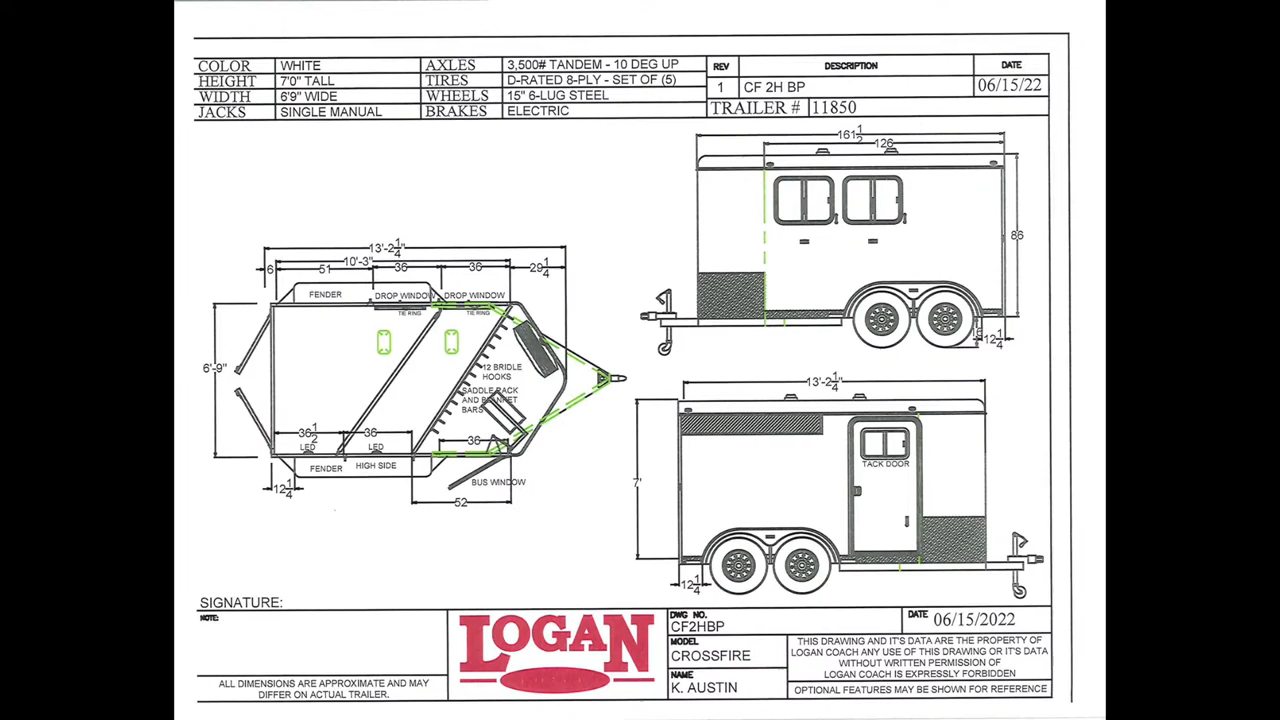 COLOR WHITE AXLES 3,500# TANDEM - 10 DEG UP
HEIGHT 7'0" TALL TIRES D-RATED 8-PLY - SET OF (5)
WIDTH 6'9" WIDE WHEELS 15" 6-LUG STEEL
JACKS SINGLE MANUAL BRAKES ELECTRIC
REV DESCRIPTION DATE
1 CF 2H BP 06/15/22
TRAILER # 11850
161 1/2
126
86
12 1/4
13'-2 1/4"
10'-3"
6 51 36 36 29 1/4
FENDER DROP WINDOW DROP WINDOW
TIE RING TIE RING
6'-9"
12 BRIDLE
HOOKS
SADDLE RACK
AND BLANKET
BARS
36 1/2 36 36
LED LED
FENDER HIGH SIDE
BUS WINDOW
12 1/4
52
13'-2 1/4"
TACK DOOR
7'
12 1/4
SIGNATURE:
NOTE:
ALL DIMENSIONS ARE APPROXIMATE AND MAY
DIFFER ON ACTUAL TRAILER.
LOGAN
DWG NO.
CF2HBP
DATE 06/15/2022
MODEL
CROSSFIRE
NAME
K. AUSTIN
THIS DRAWING AND IT'S DATA ARE THE PROPERTY OF
LOGAN COACH ANY USE OF THIS DRAWING OR IT'S DATA
WITHOUT WRITTEN PERMISSION OF
LOGAN COACH IS EXPRESSLY FORBIDDEN
OPTIONAL FEATURES MAY BE SHOWN FOR REFERENCE